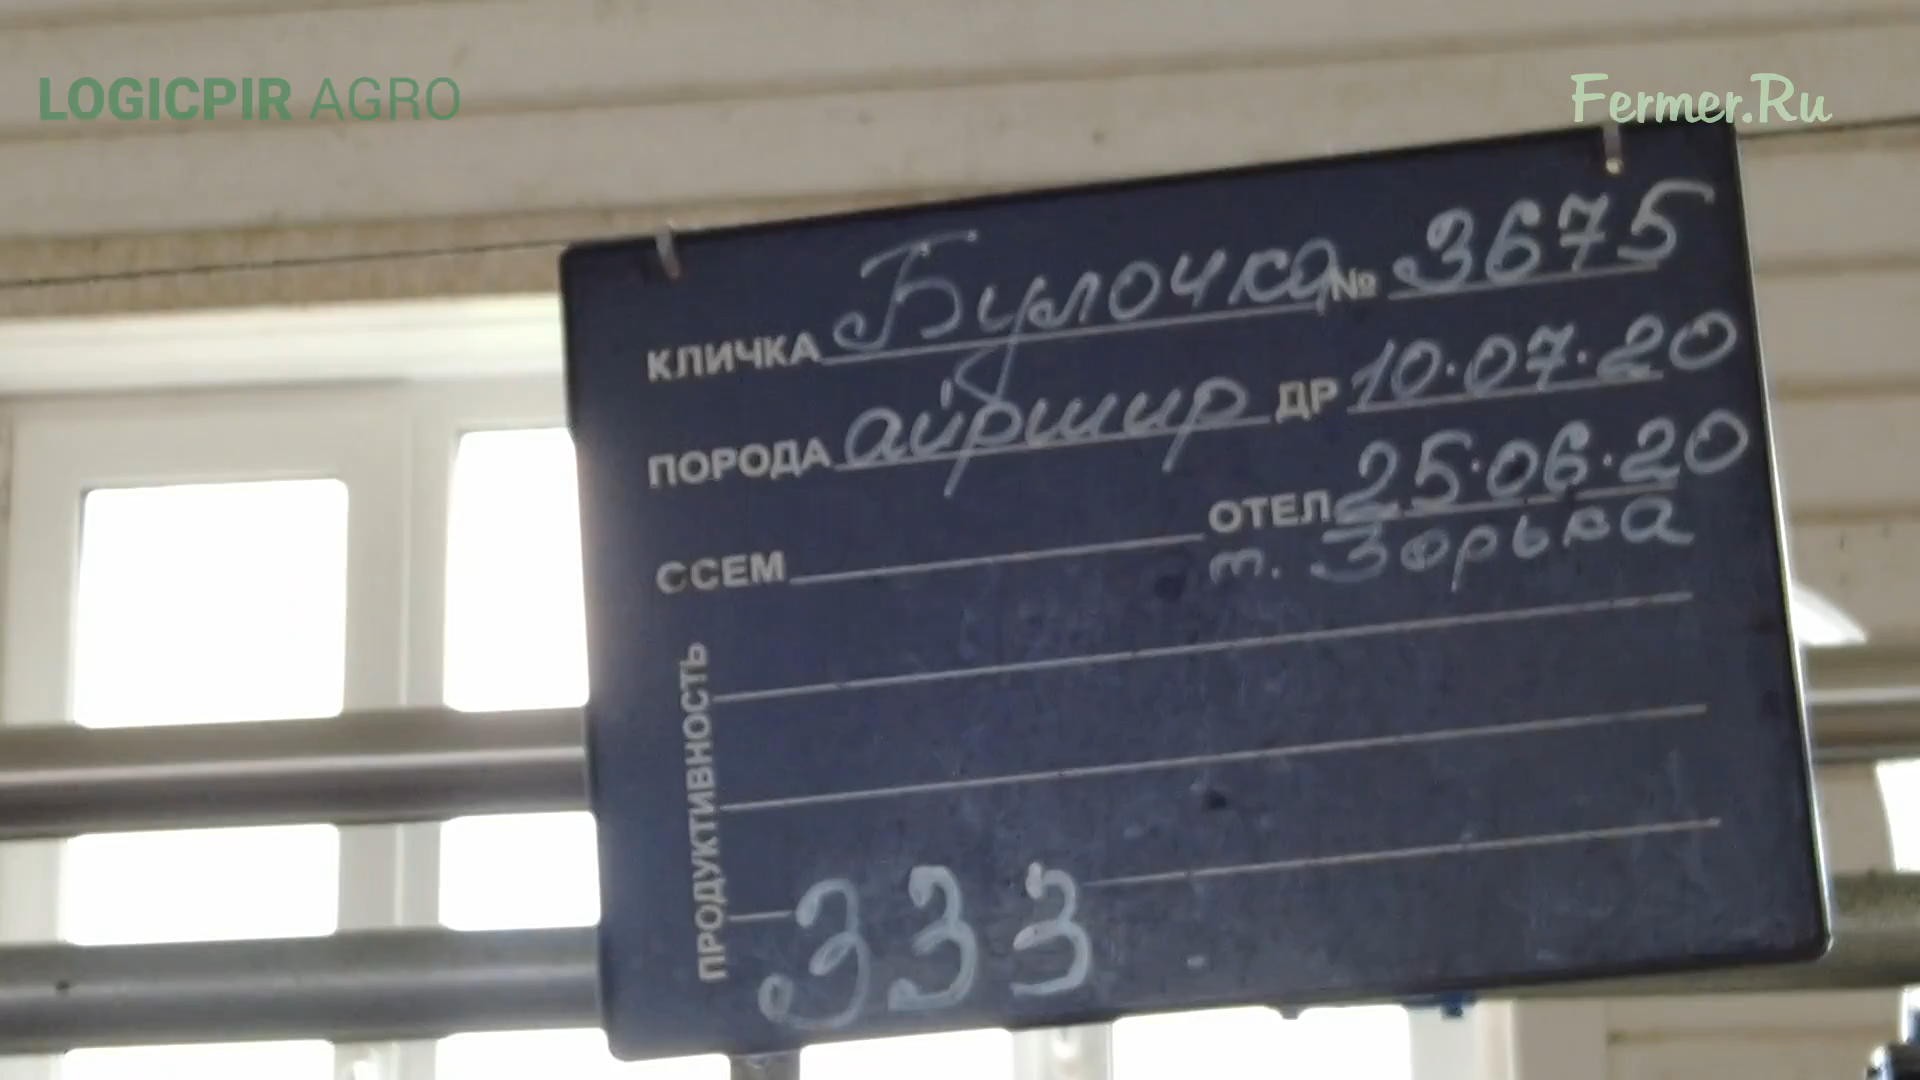 LOGICPIR AGRO
Fermer.Ru
КЛИЧКА Булочка № 3675
ПОРОДА айршир ДР 10.07.20
ССЕМ ОТЕЛ 25.06.20
т. Зорька
ПРОДУКТИВНОСТЬ
333